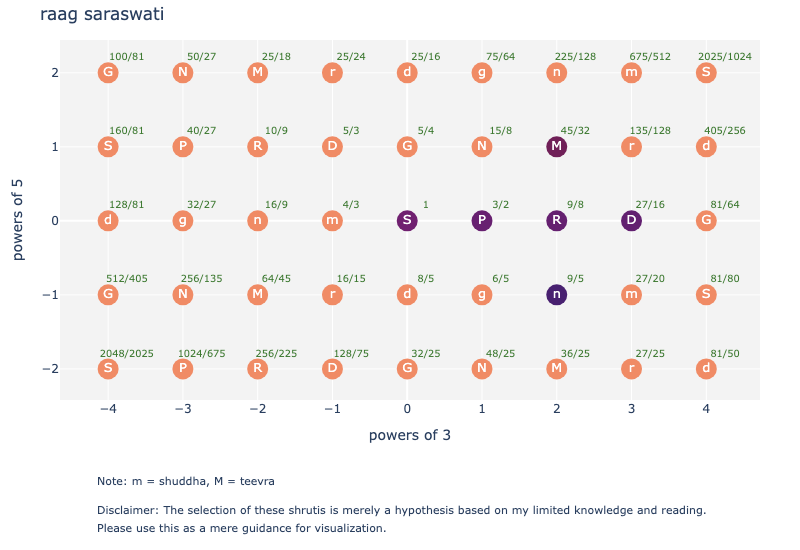 raag saraswati
100/81 50/27 25/18 25/24 25/16 75/64 225/128 675/512 2025/1024
2 G N M r d g n m S
160/81 40/27 10/9 5/3 5/4 15/8 45/32 135/128 405/256
1 S P R D G N M r d
128/81 32/27 16/9 4/3 1 3/2 9/8 27/16 81/64
0 d g n m S P R D G
512/405 256/135 64/45 16/15 8/5 6/5 9/5 27/20 81/80
−1 G N M r d g n m S
2048/2025 1024/675 256/225 128/75 32/25 48/25 36/25 27/25 81/50
−2 S P R D G N M r d
−4 −3 −2 −1 0 1 2 3 4
powers of 5
powers of 3
Note: m = shuddha, M = teevra
Disclaimer: The selection of these shrutis is merely a hypothesis based on my limited knowledge and reading.
Please use this as a mere guidance for visualization.